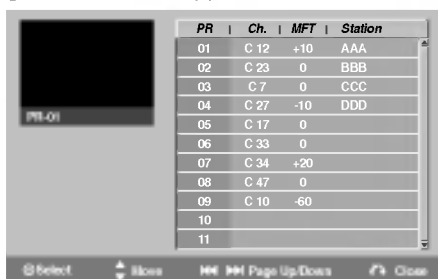 PR | Ch. | MFT | Station
01 C 12 +10 AAA
02 C 23 0 BBB
03 C 7 0 CCC
04 C 27 -10 DDD
05 C 17 0
06 C 33 0
07 C 34 +20
08 C 47 0
09 C 10 -60
10
11
PR-01
Select Move Page Up/Down Close